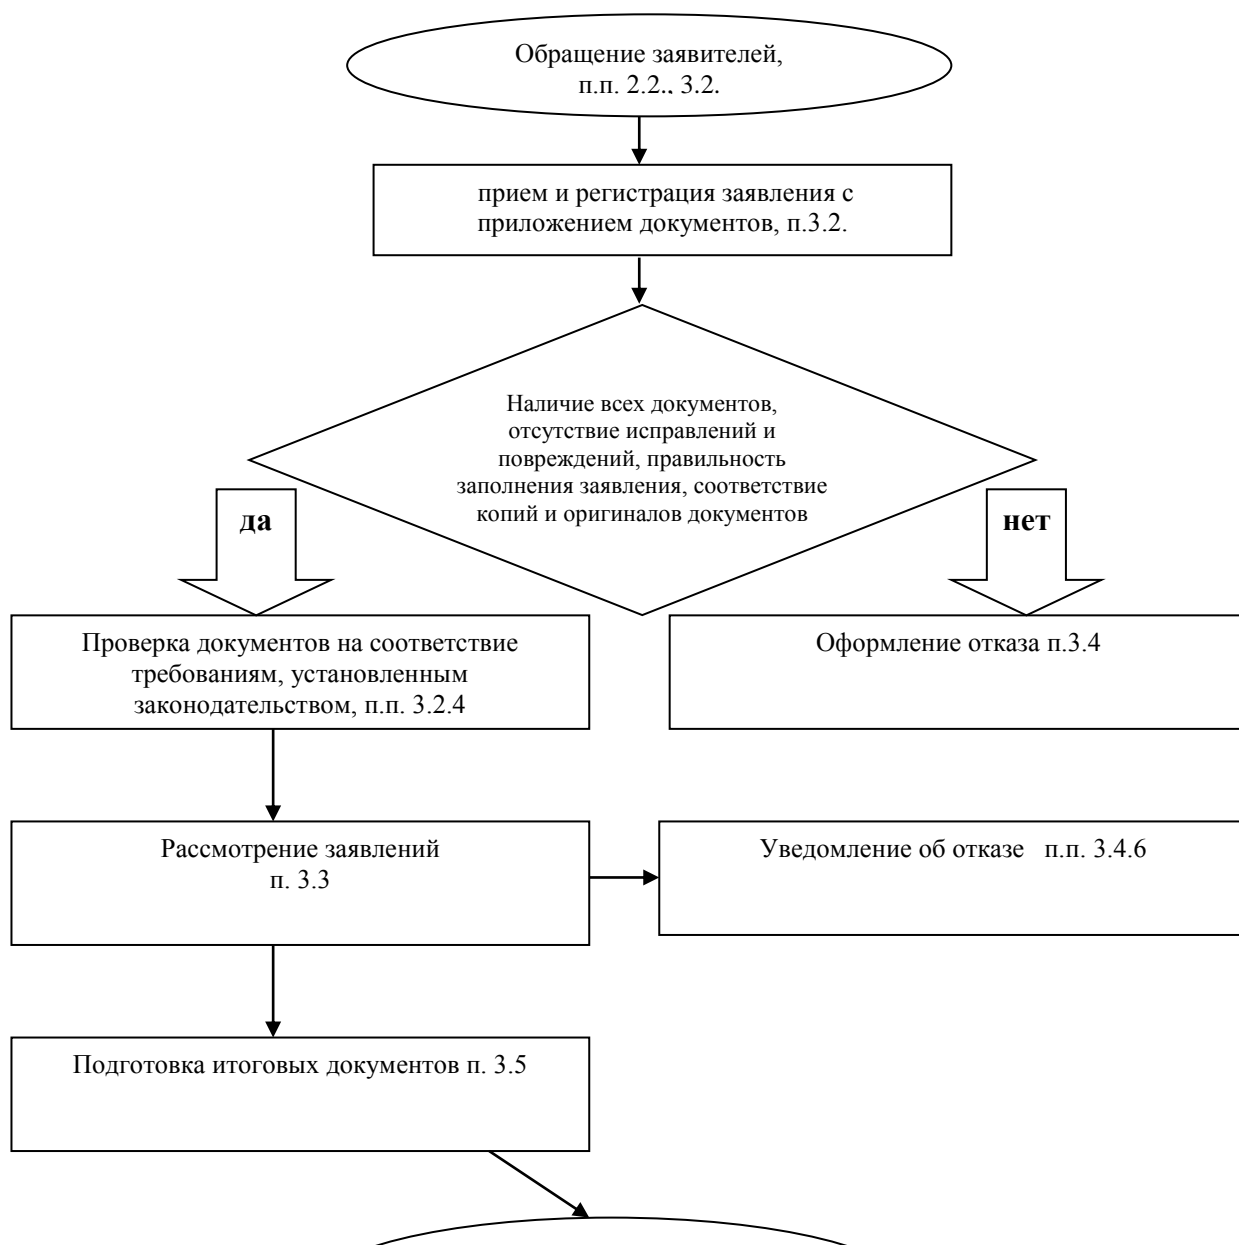 Обращение заявителей,
п.п. 2.2., 3.2.
прием и регистрация заявления с
приложением документов, п.3.2.
Наличие всех документов,
отсутствие исправлений и
повреждений, правильность
заполнения заявления, соответствие
копий и оригиналов документов
да
нет
Проверка документов на соответствие
требованиям, установленным
законодательством, п.п. 3.2.4
Оформление отказа п.3.4
Рассмотрение заявлений
п. 3.3
Уведомление об отказе п.п. 3.4.6
Подготовка итоговых документов п. 3.5